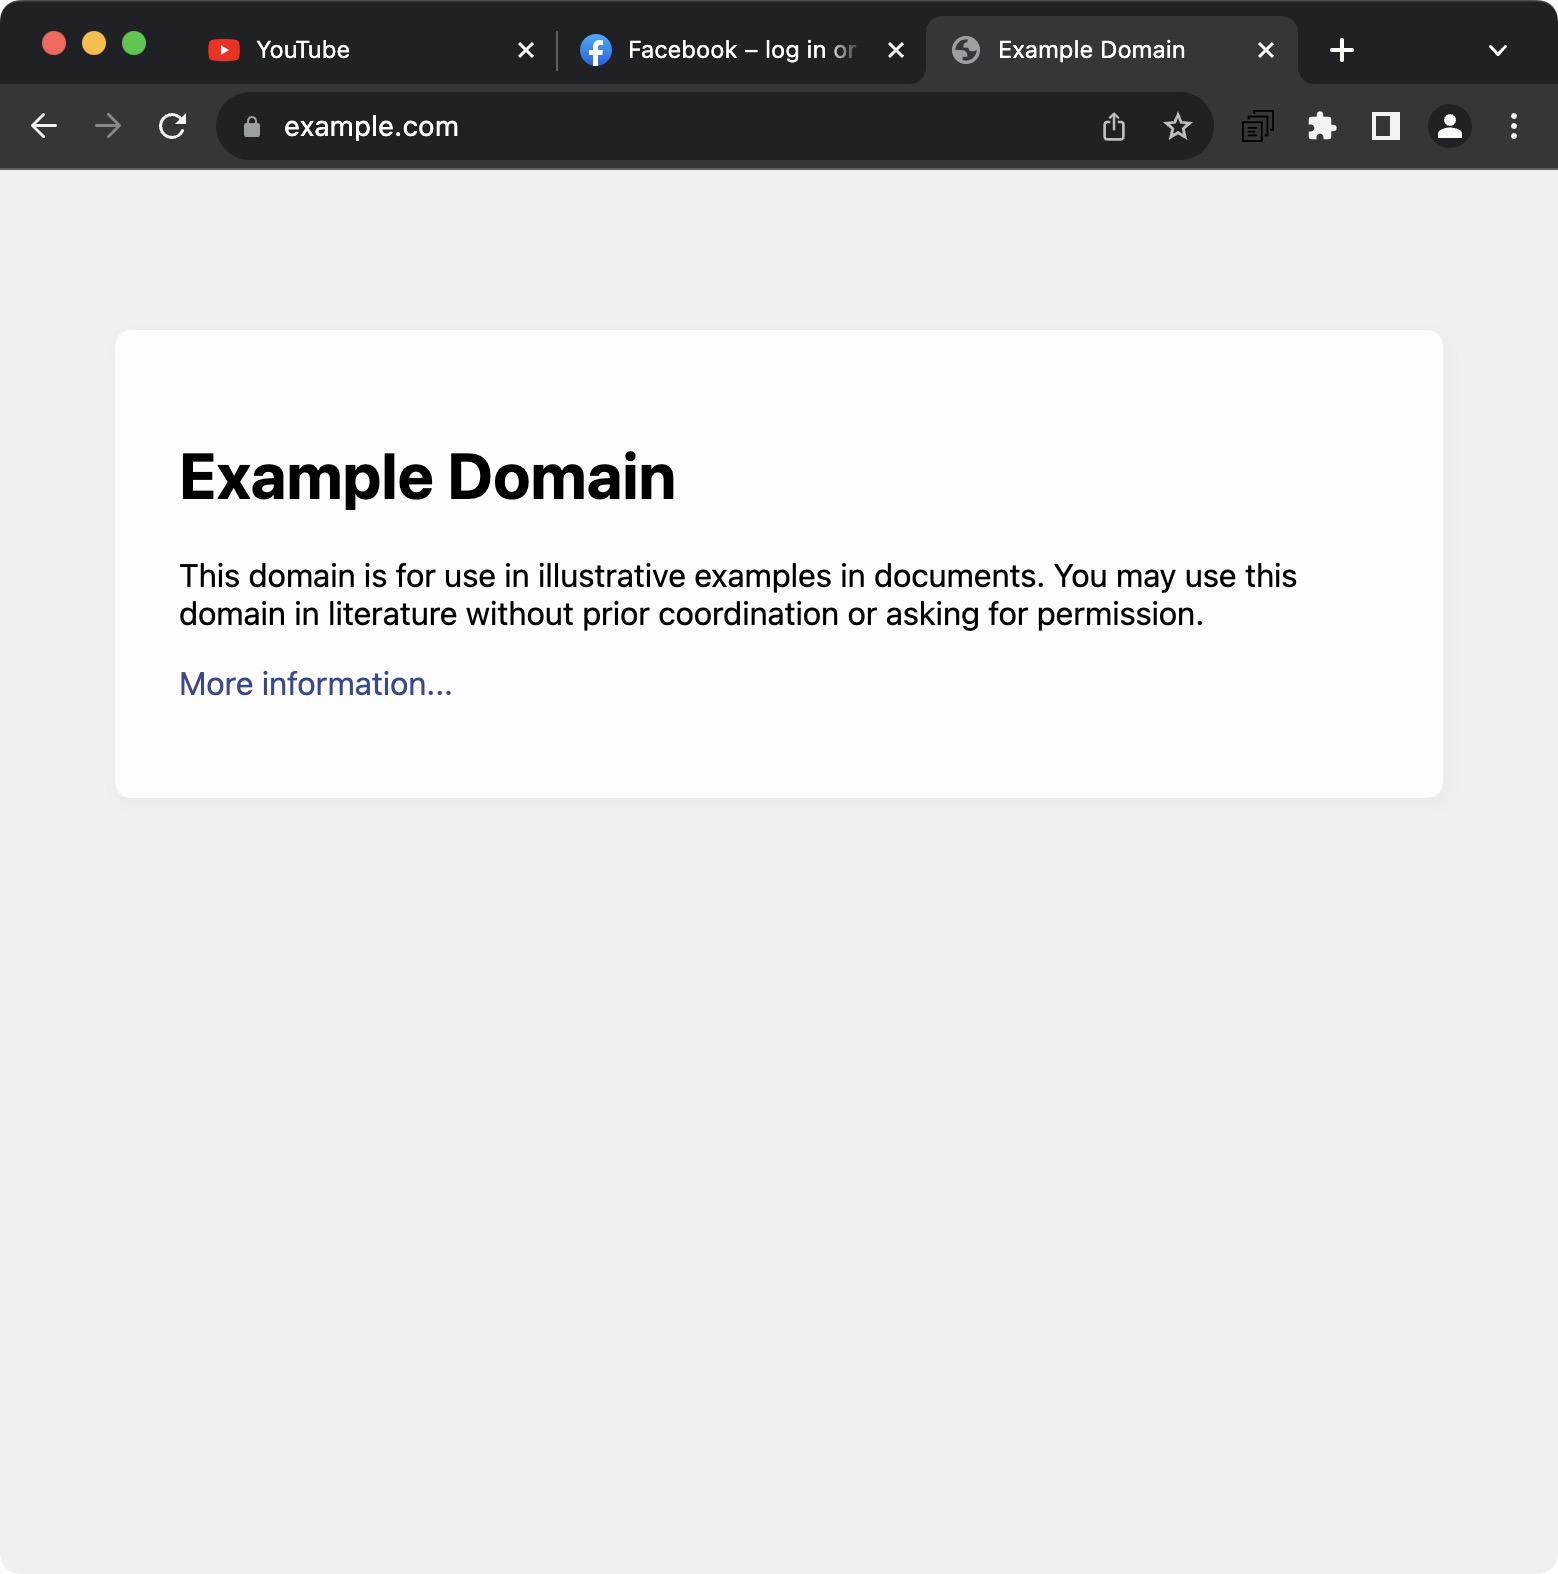 YouTube
Facebook – log in or
Example Domain
example.com
Example Domain
This domain is for use in illustrative examples in documents. You may use this
domain in literature without prior coordination or asking for permission.
More information...